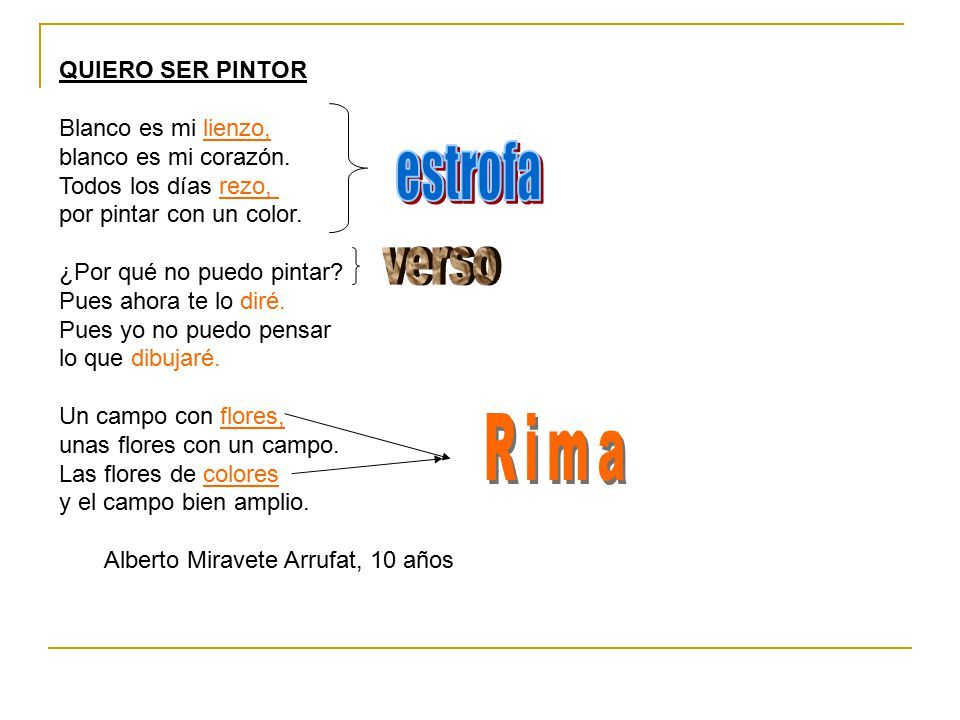 QUIERO SER PINTOR
Blanco es mi lienzo,
blanco es mi corazón.
Todos los días rezo,
por pintar con un color.
estrofa
¿Por qué no puedo pintar?
verso
Pues ahora te lo diré.
Pues yo no puedo pensar
lo que dibujaré.
Un campo con flores,
unas flores con un campo.
Las flores de colores
y el campo bien amplio.
Rima
Alberto Miravete Arrufat, 10 años